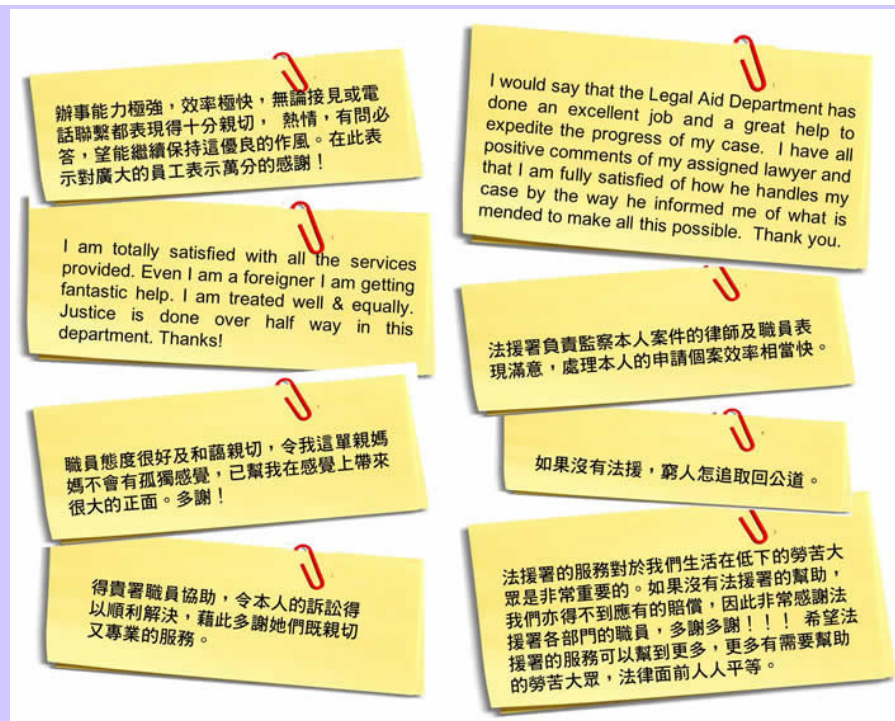 辦事能力極強，效率極快，無論接見或電
話聯繫都表現得十分親切， 熱情，有問必
答，望能繼續保持這優良的作風。在此表
示對廣大的員工表示萬分的感謝！
I am totally satisfied with all the services
provided. Even I am a foreigner I am getting
fantastic help. I am treated well & equally.
Justice is done over half way in this
department. Thanks!
職員態度很好及和藹親切，令我這單親媽
媽不會有孤獨感覺，已幫我在感覺上帶來
很大的正面。多謝！
得貴署職員協助，令本人的訴訟得
以順利解決，藉此多謝她們既親切
又專業的服務。
I would say that the Legal Aid Department has
done an excellent job and a great help to
expedite the progress of my case. I have all
positive comments of my assigned lawyer and
that I am fully satisfied of how he handles my
case by the way he informed me of what is
mended to make all this possible. Thank you.
法援署負責監察本人案件的律師及職員表
現滿意，處理本人的申請個案效率相當快。
如果沒有法援，窮人怎追取回公道。
法援署的服務對於我們生活在低下的勞苦大
眾是非常重要的。如果沒有法援署的幫助，
我們亦得不到應有的賠償，因此非常感謝法
援署各部門的職員，多謝多謝！！！ 希望法
援署的服務可以幫到更多，更多有需要幫助
的勞苦大眾，法律面前人人平等。